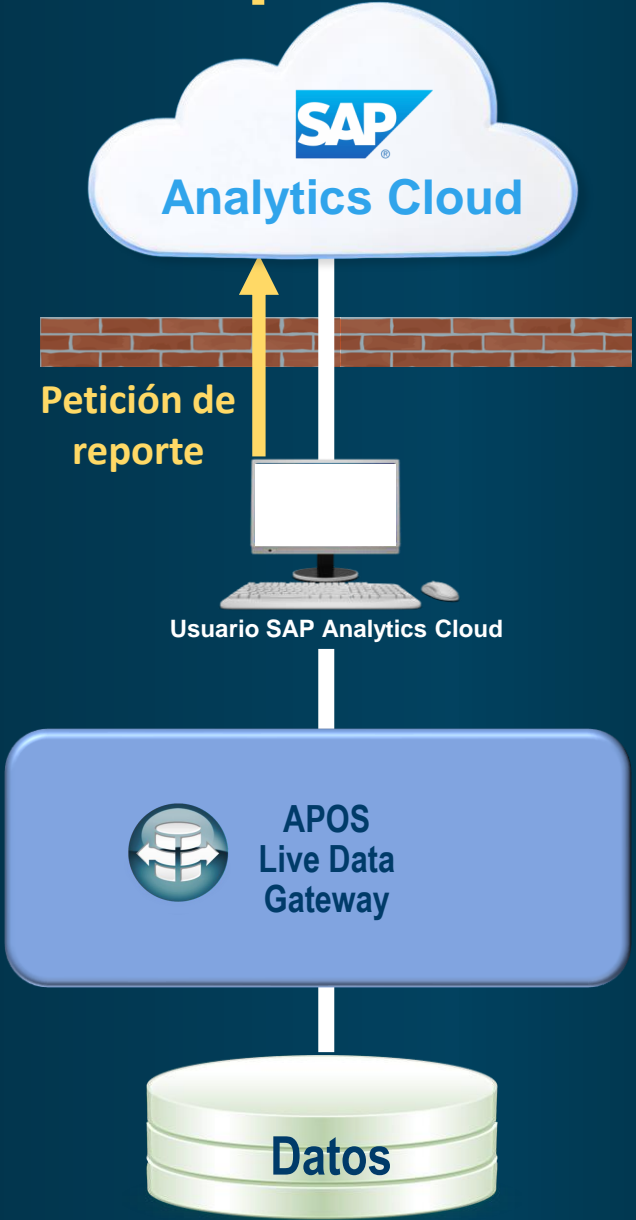 SAP
®
Analytics Cloud
Petición de
reporte
Usuario SAP Analytics Cloud
APOS
Live Data
Gateway
Datos